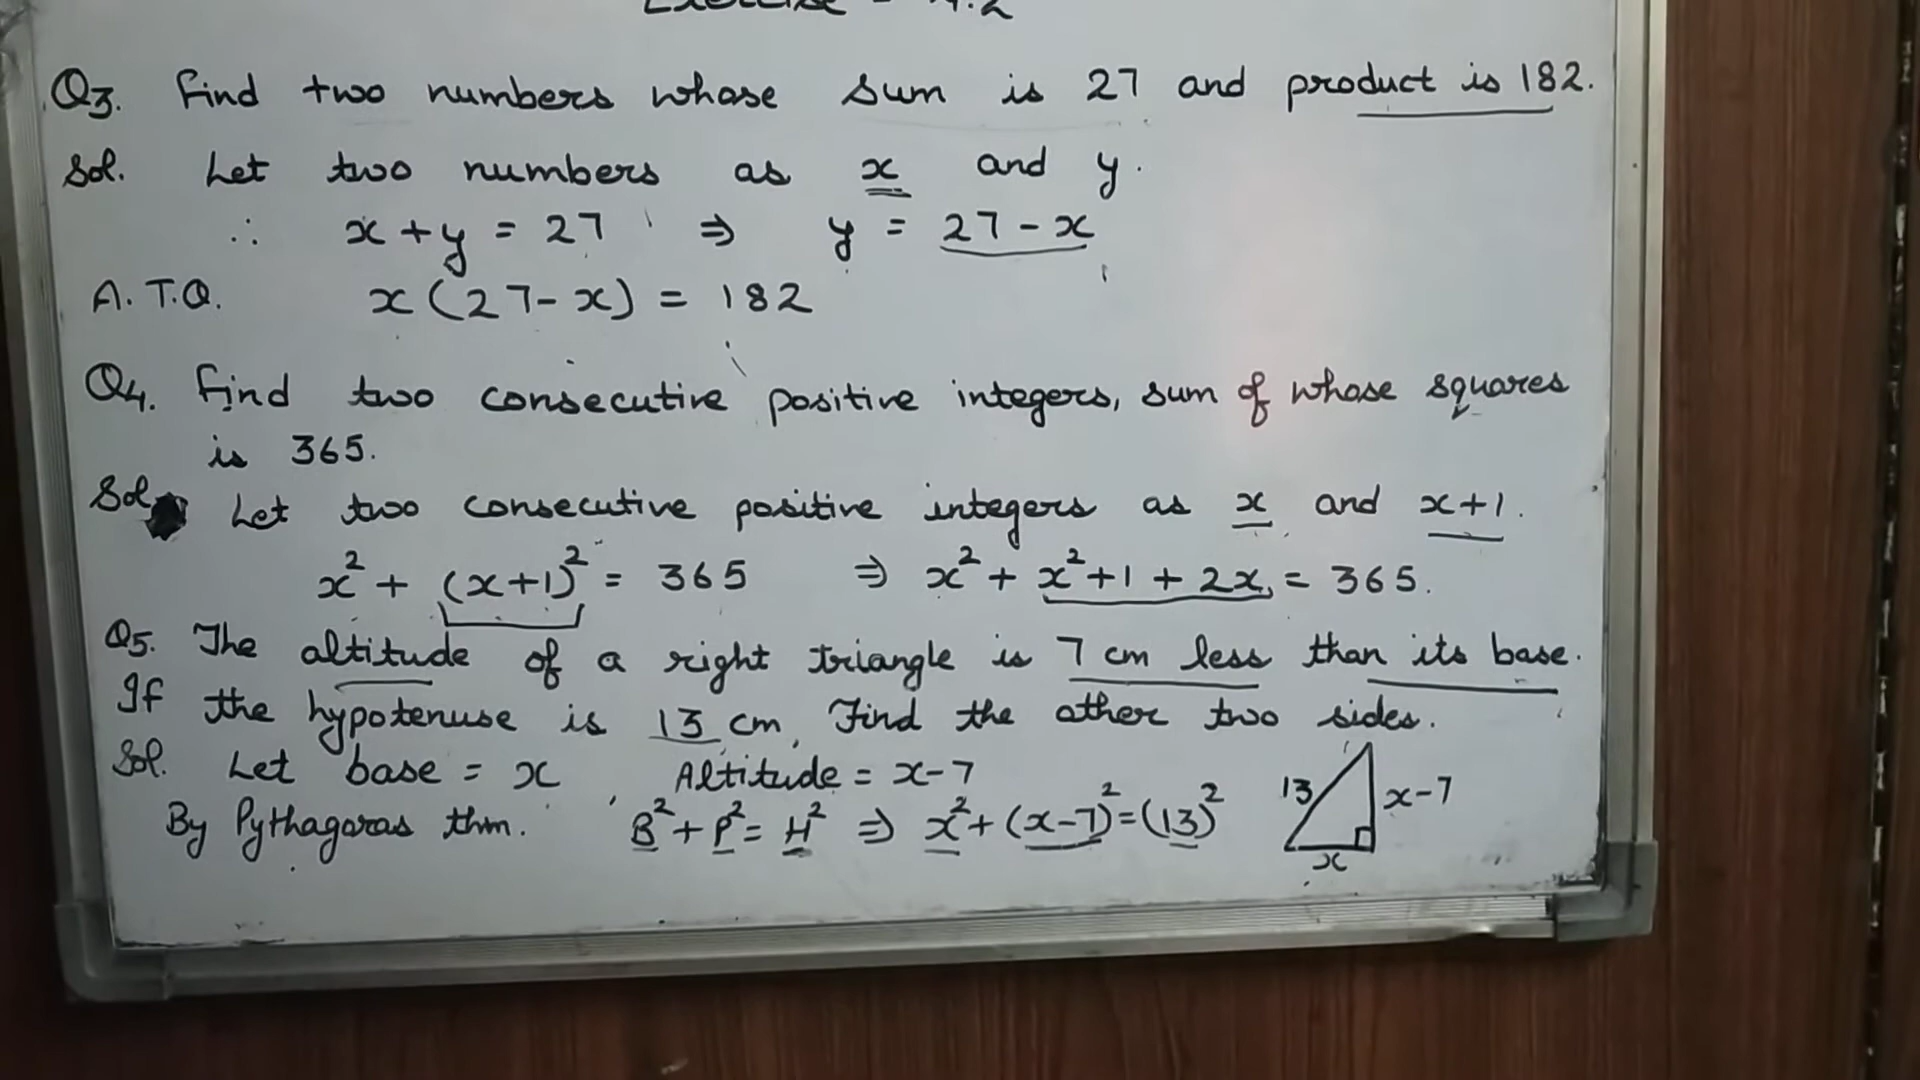 Exercise - 4.2
Q3. Find two numbers whose sum is 27 and product is 182.
Sol. Let two numbers as x and y.
∴ x + y = 27 ⇒ y = 27 - x
A.T.Q. x(27-x) = 182
Q4. Find two consecutive positive integers, sum of whose squares
is 365.
Sol. Let two consecutive positive integers as x and x+1.
x² + (x+1)² = 365 ⇒ x² + x²+1 + 2x = 365.
Q5. The altitude of a right triangle is 7 cm less than its base.
If the hypotenuse is 13 cm, Find the other two sides.
Sol. Let base = x Altitude = x-7
By Pythagoras thm. B² + P² = H² ⇒ x² + (x-7)² = (13)²
13 x-7
x